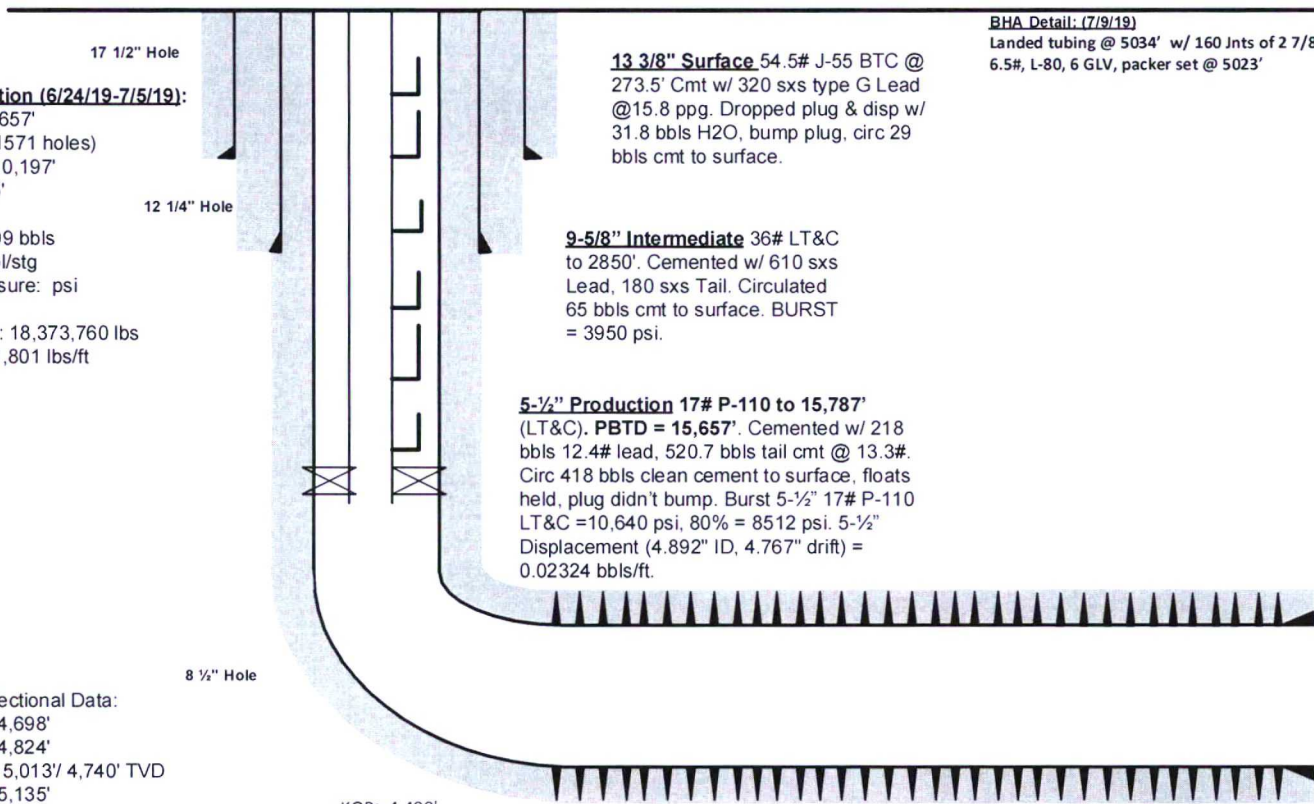 BHA Detail: (7/9/19)
Landed tubing @ 5034' w/ 160 Jnts of 2 7/8
6.5#, L-80, 6 GLV, packer set @ 5023'
17 1/2" Hole
13 3/8" Surface 54.5# J-55 BTC @
273.5' Cmt w/ 320 sxs type G Lead
@15.8 ppg. Dropped plug & disp w/
31.8 bbls H2O, bump plug, circ 29
bbls cmt to surface.
tion (6/24/19-7/5/19):
657'
1571 holes)
0,197'
'
12 1/4" Hole
9 bbls
l/stg
sure: psi
: 18,373,760 lbs
,801 lbs/ft
9-5/8" Intermediate 36# LT&C
to 2850'. Cemented w/ 610 sxs
Lead, 180 sxs Tail. Circulated
65 bbls cmt to surface. BURST
= 3950 psi.
5-½" Production 17# P-110 to 15,787'
(LT&C). PBTD = 15,657'. Cemented w/ 218
bbls 12.4# lead, 520.7 bbls tail cmt @ 13.3#.
Circ 418 bbls clean cement to surface, floats
held, plug didn't bump. Burst 5-½" 17# P-110
LT&C =10,640 psi, 80% = 8512 psi. 5-½"
Displacement (4.892" ID, 4.767" drift) =
0.02324 bbls/ft.
8 ½" Hole
ectional Data:
4,698'
4,824'
5,013'/ 4,740' TVD
5,135'